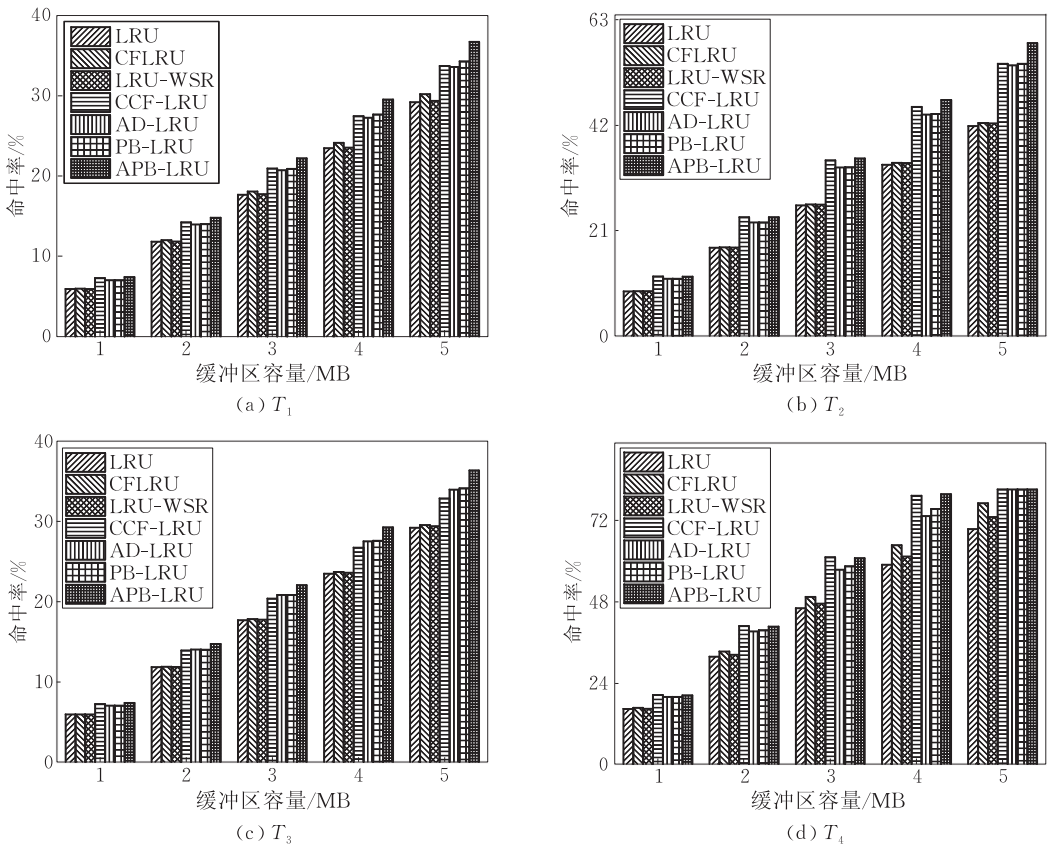 40
30
20
10
0
命中率/%
LRU
CFLRU
LRU-WSR
CCF-LRU
AD-LRU
PB-LRU
APB-LRU
1 2 3 4 5
缓冲区容量/MB
(a) T1
63
42
21
0
命中率/%
LRU
CFLRU
LRU-WSR
CCF-LRU
AD-LRU
PB-LRU
APB-LRU
1 2 3 4 5
缓冲区容量/MB
(b) T2
40
30
20
10
0
命中率/%
LRU
CFLRU
LRU-WSR
CCF-LRU
AD-LRU
PB-LRU
APB-LRU
1 2 3 4 5
缓冲区容量/MB
(c) T3
72
48
24
0
命中率/%
LRU
CFLRU
LRU-WSR
CCF-LRU
AD-LRU
PB-LRU
APB-LRU
1 2 3 4 5
缓冲区容量/MB
(d) T4